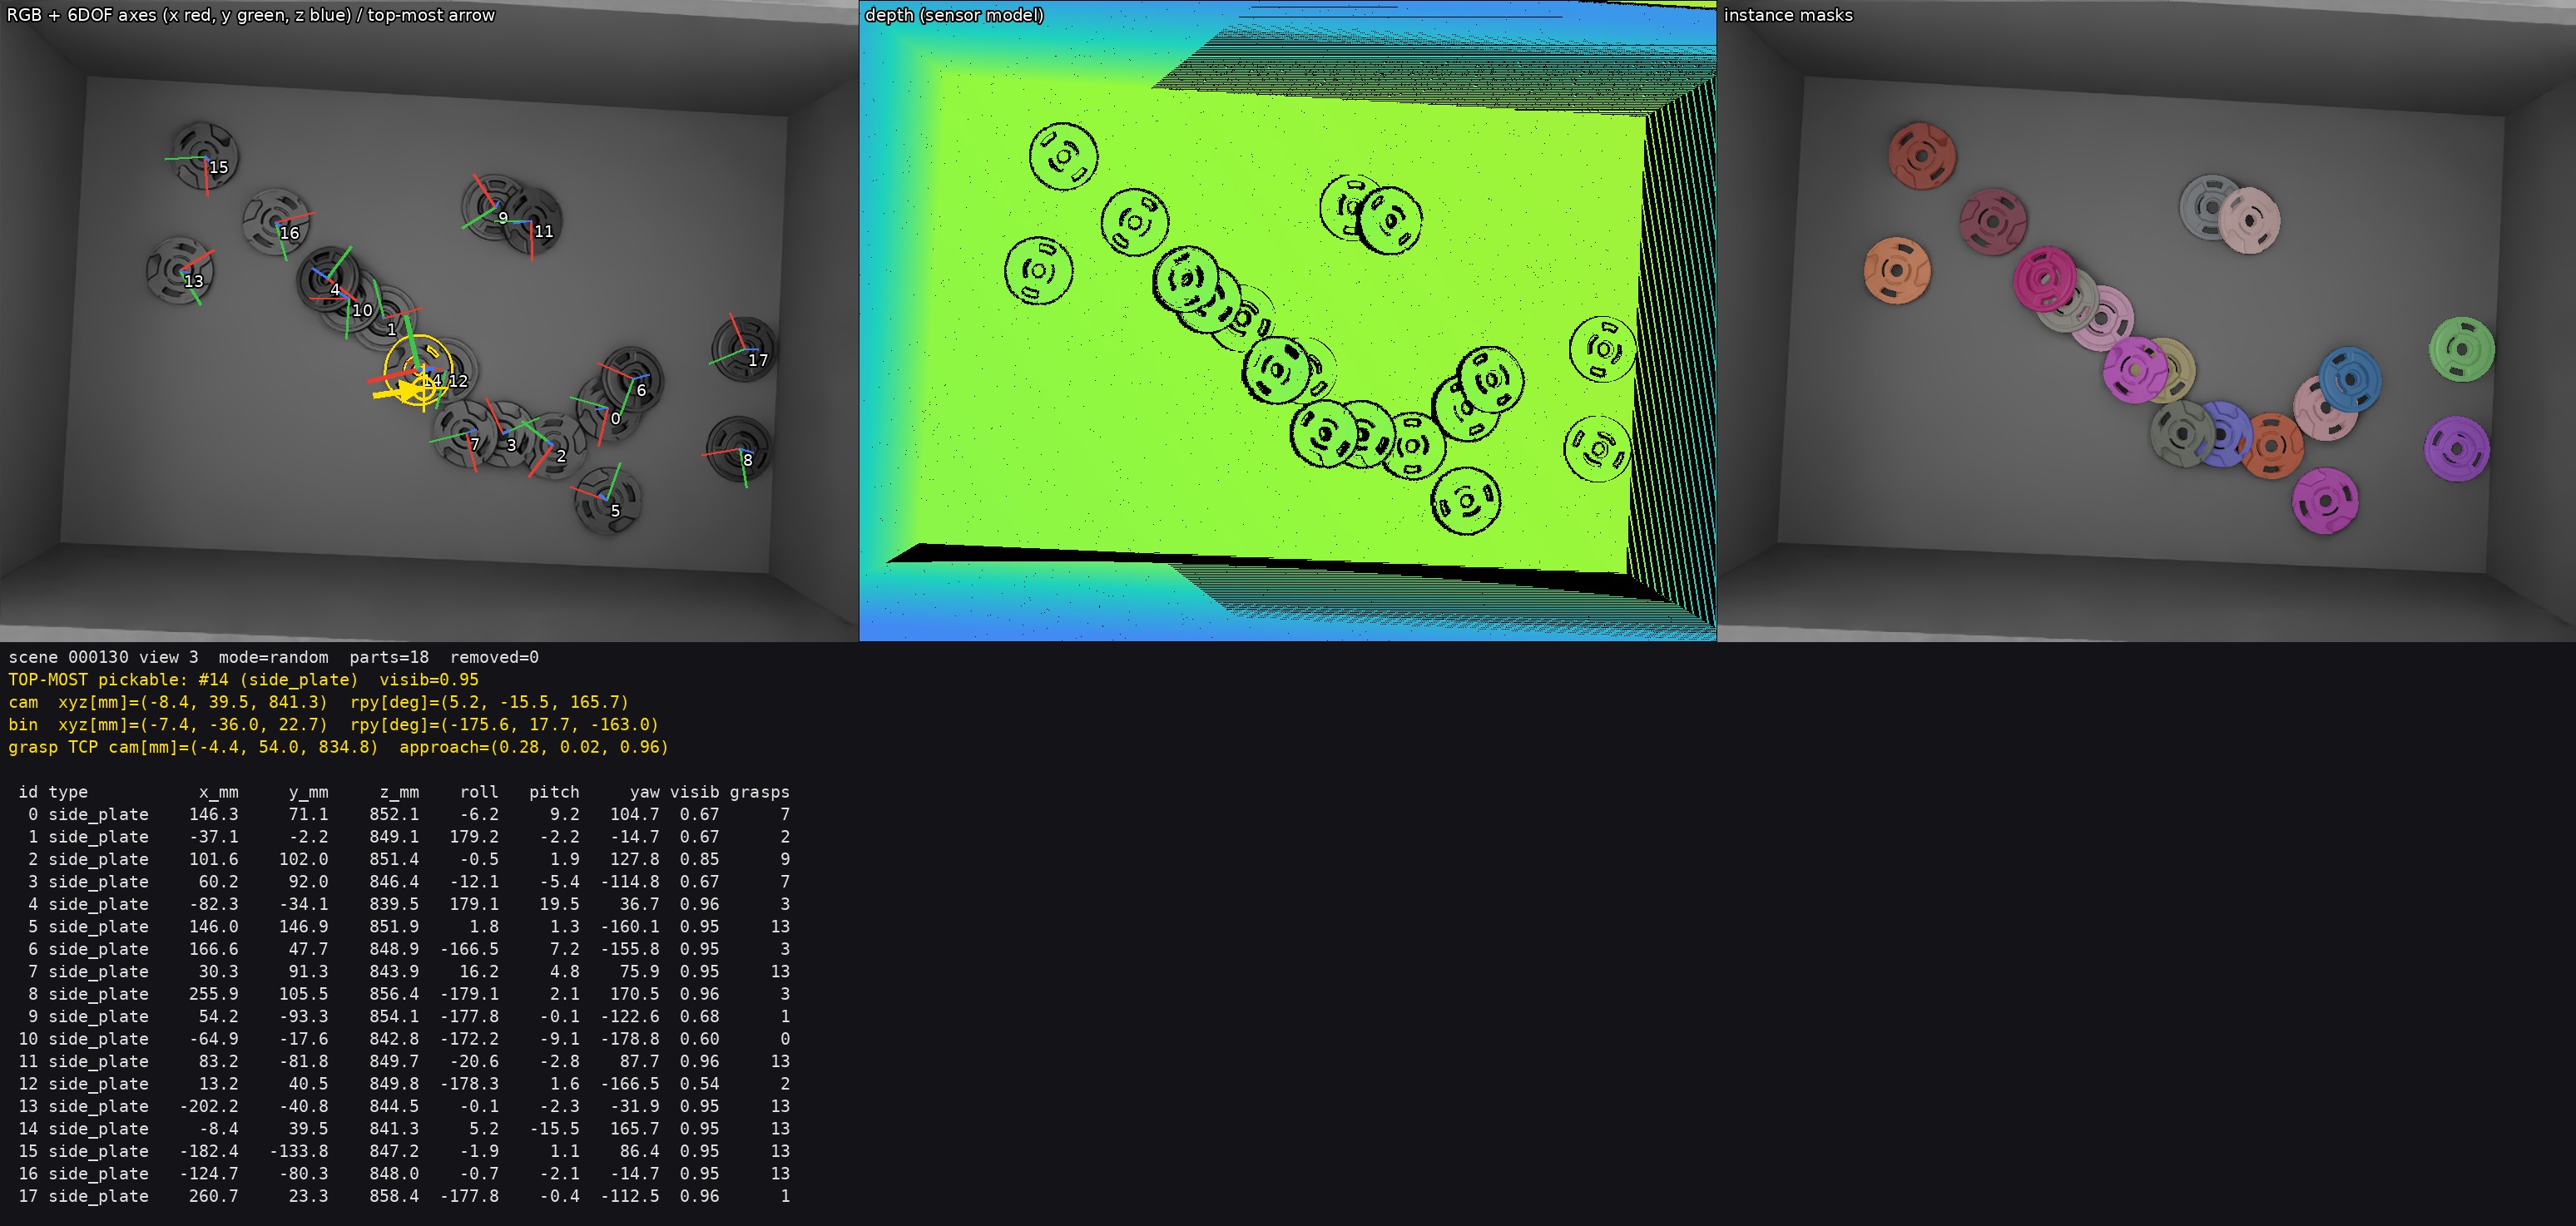 RGB + 6DOF axes (x red, y green, z blue) / top-most arrow
depth (sensor model)
instance masks
15
9
11
16
13
4
10
1
17
14
12
6
0
7
3
2
8
5
scene 000130 view 3  mode=random  parts=18  removed=0
TOP-MOST pickable: #14 (side_plate)  visib=0.95
cam  xyz[mm]=(-8.4, 39.5, 841.3)  rpy[deg]=(5.2, -15.5, 165.7)
bin  xyz[mm]=(-7.4, -36.0, 22.7)  rpy[deg]=(-175.6, 17.7, -163.0)
grasp TCP cam[mm]=(-4.4, 54.0, 834.8)  approach=(0.28, 0.02, 0.96)
id type x_mm y_mm z_mm roll pitch yaw visib grasps
0 side_plate 146.3 71.1 852.1 -6.2 9.2 104.7 0.67 7
1 side_plate -37.1 -2.2 849.1 179.2 -2.2 -14.7 0.67 2
2 side_plate 101.6 102.0 851.4 -0.5 1.9 127.8 0.85 9
3 side_plate 60.2 92.0 846.4 -12.1 -5.4 -114.8 0.67 7
4 side_plate -82.3 -34.1 839.5 179.1 19.5 36.7 0.96 3
5 side_plate 146.0 146.9 851.9 1.8 1.3 -160.1 0.95 13
6 side_plate 166.6 47.7 848.9 -166.5 7.2 -155.8 0.95 3
7 side_plate 30.3 91.3 843.9 16.2 4.8 75.9 0.95 13
8 side_plate 255.9 105.5 856.4 -179.1 2.1 170.5 0.96 3
9 side_plate 54.2 -93.3 854.1 -177.8 -0.1 -122.6 0.68 1
10 side_plate -64.9 -17.6 842.8 -172.2 -9.1 -178.8 0.60 0
11 side_plate 83.2 -81.8 849.7 -20.6 -2.8 87.7 0.96 13
12 side_plate 13.2 40.5 849.8 -178.3 1.6 -166.5 0.54 2
13 side_plate -202.2 -40.8 844.5 -0.1 -2.3 -31.9 0.95 13
14 side_plate -8.4 39.5 841.3 5.2 -15.5 165.7 0.95 13
15 side_plate -182.4 -133.8 847.2 -1.9 1.1 86.4 0.95 13
16 side_plate -124.7 -80.3 848.0 -0.7 -2.1 -14.7 0.95 13
17 side_plate 260.7 23.3 858.4 -177.8 -0.4 -112.5 0.96 1